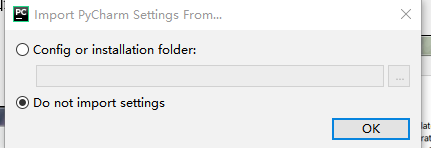 PC
Import PyCharm Settings From...
Config or installation folder:
...
Do not import settings
OK